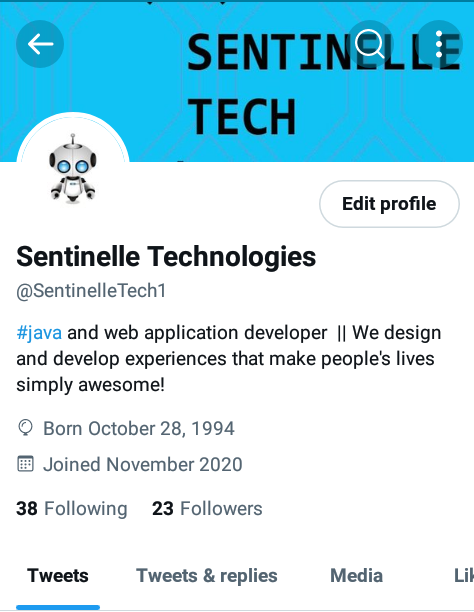 SENTINELLE
TECH
Edit profile
Sentinelle Technologies
@SentinelleTech1
#java and web application developer || We design
and develop experiences that make people's lives
simply awesome!
Born October 28, 1994
Joined November 2020
38 Following 23 Followers
Tweets Tweets & replies Media